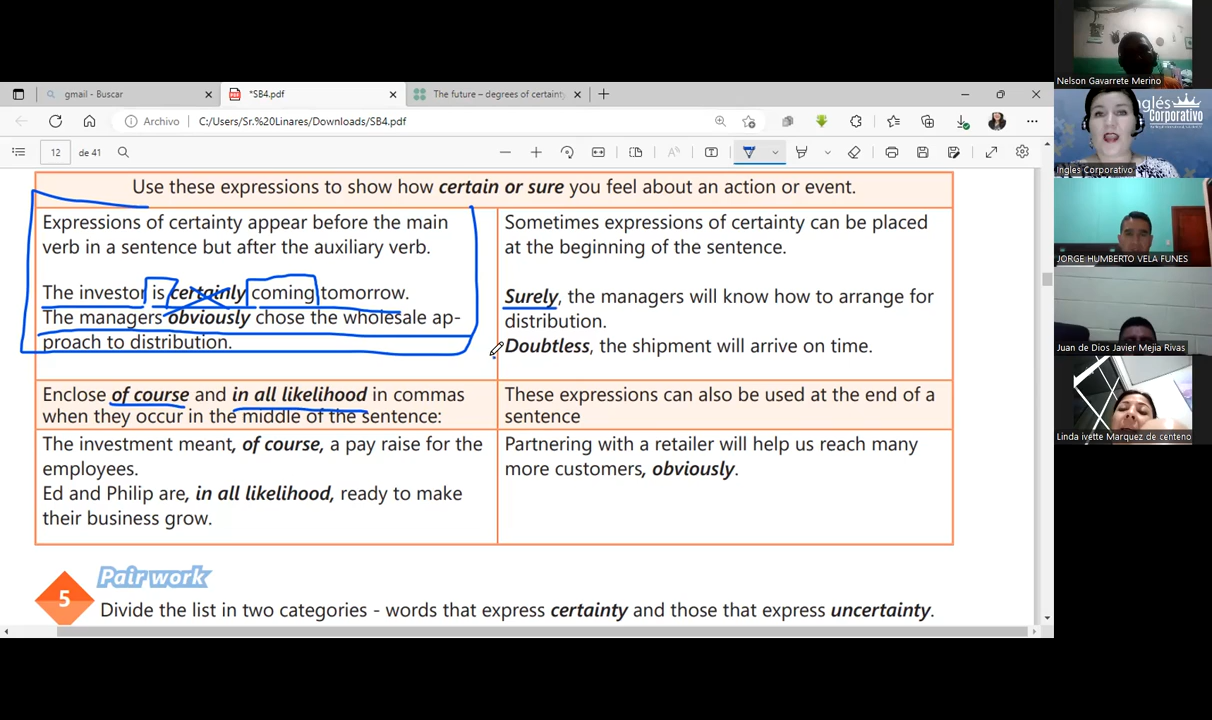 gmail - Buscar
*SB4.pdf
The future – degrees of certaint
Archivo
C:/Users/Sr.%20Linares/Downloads/SB4.pdf
12
de 41
Use these expressions to show how certain or sure you feel about an action or event.
Expressions of certainty appear before the main
verb in a sentence but after the auxiliary verb.
The investor is certainly coming tomorrow.
The managers obviously chose the wholesale ap-
proach to distribution.
Sometimes expressions of certainty can be placed
at the beginning of the sentence.
Surely, the managers will know how to arrange for
distribution.
Doubtless, the shipment will arrive on time.
Enclose of course and in all likelihood in commas
when they occur in the middle of the sentence:
These expressions can also be used at the end of a
sentence
The investment meant, of course, a pay raise for the
employees.
Ed and Philip are, in all likelihood, ready to make
their business grow.
Partnering with a retailer will help us reach many
more customers, obviously.
5
Pair work
Divide the list in two categories - words that express certainty and those that express uncertainty.
Nelson Gavarrete Merino
Inglés
Corporativo
Ingles Corporativo
JORGE HUMBERTO VELA FUNES
Juan de Dios Javier Mejia Rivas
Linda ivette Marquez de centeno